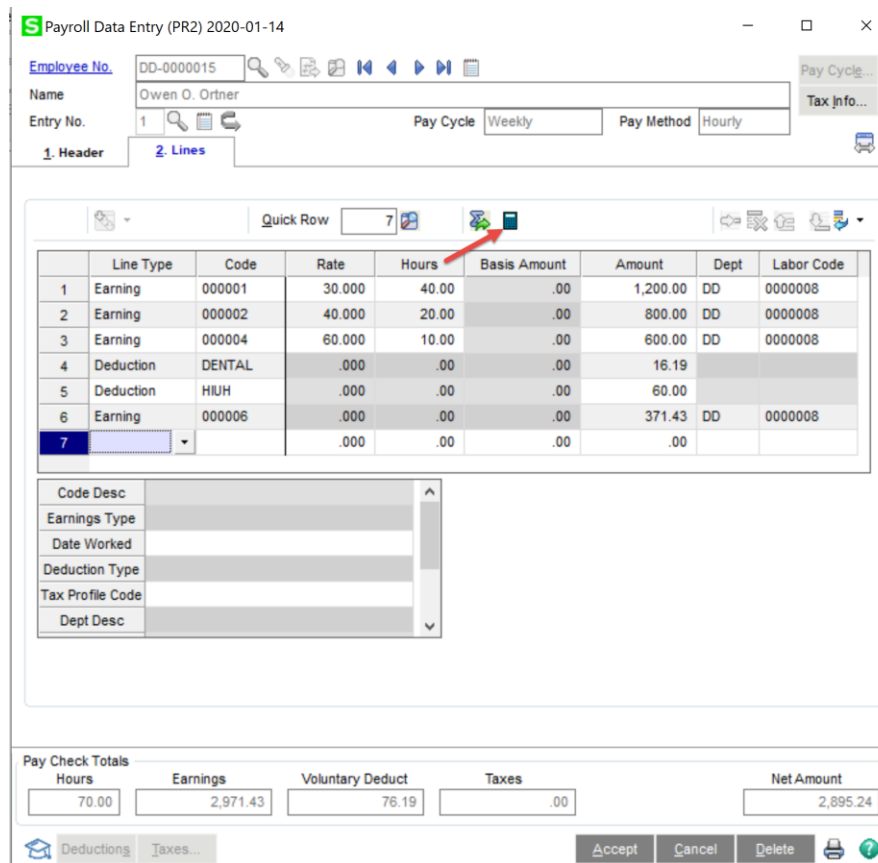 S Payroll Data Entry (PR2) 2020-01-14
Employee No. DD-0000015 Pay Cycle...
Name Owen O. Ortner Tax Info...
Entry No. 1 Pay Cycle Weekly Pay Method Hourly
1. Header 2. Lines
Quick Row 7
Line Type Code Rate Hours Basis Amount Amount Dept Labor Code
1 Earning 000001 30.000 40.00 .00 1,200.00 DD 0000008
2 Earning 000002 40.000 20.00 .00 800.00 DD 0000008
3 Earning 000004 60.000 10.00 .00 600.00 DD 0000008
4 Deduction DENTAL .000 .00 .00 16.19
5 Deduction HIUH .000 .00 .00 60.00
6 Earning 000006 .000 .00 .00 371.43 DD 0000008
7 .000 .00 .00 .00
Code Desc
Earnings Type
Date Worked
Deduction Type
Tax Profile Code
Dept Desc
Pay Check Totals
Hours Earnings Voluntary Deduct Taxes Net Amount
70.00 2,971.43 76.19 .00 2,895.24
Deductions Taxes... Accept Cancel Delete ?